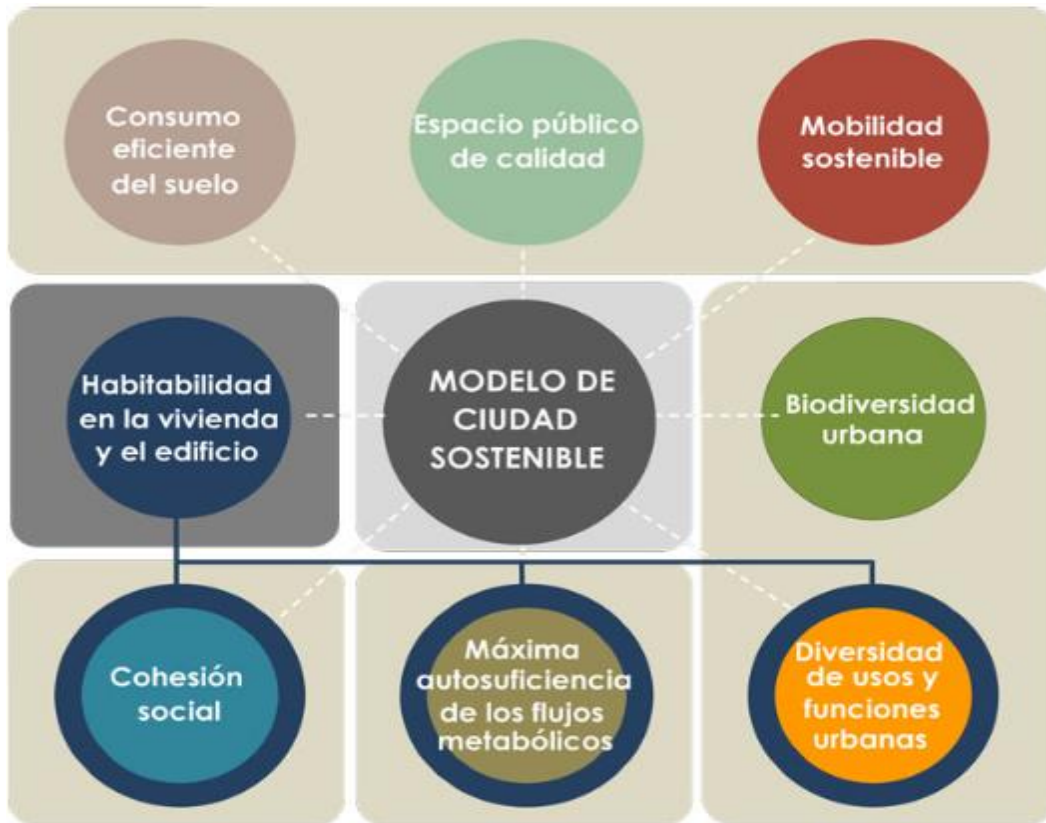 Consumo
eficiente
del suelo
Espacio público
de calidad
Mobilidad
sostenible
Habitabilidad
en la vivienda
y el edificio
MODELO DE
CIUDAD
SOSTENIBLE
Biodiversidad
urbana
Cohesión
social
Máxima
autosuficiencia
de los flujos
metabólicos
Diversidad
de usos y
funciones
urbanas